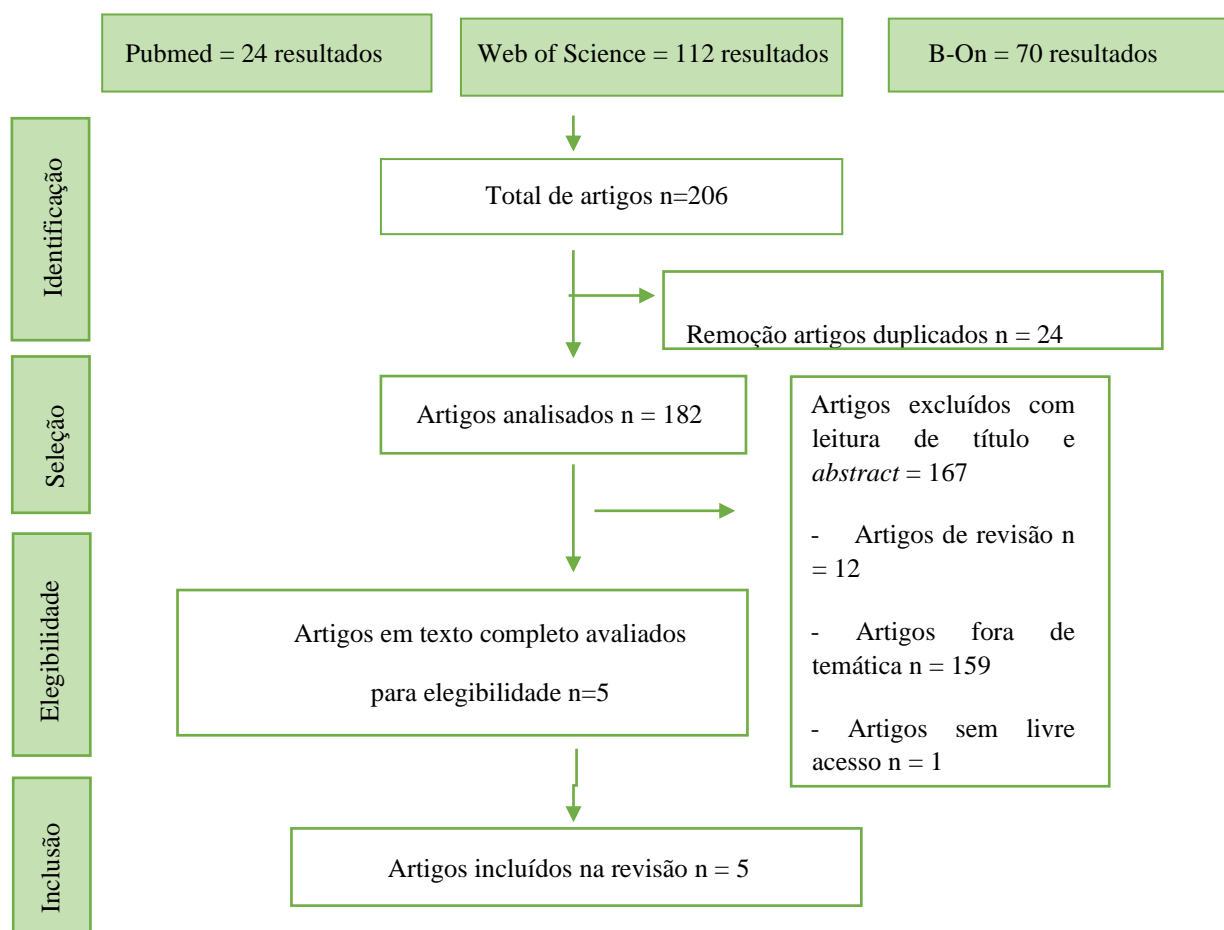 Pubmed = 24 resultados
Web of Science = 112 resultados
B-On = 70 resultados
Identificação
Total de artigos n=206
Remoção artigos duplicados n = 24
Seleção
Artigos analisados n = 182
Artigos excluídos com
leitura de título e
abstract = 167
- Artigos de revisão n
= 12
- Artigos fora de
temática n = 159
- Artigos sem livre
acesso n = 1
Elegibilidade
Artigos em texto completo avaliados
para elegibilidade n=5
Inclusão
Artigos incluídos na revisão n = 5